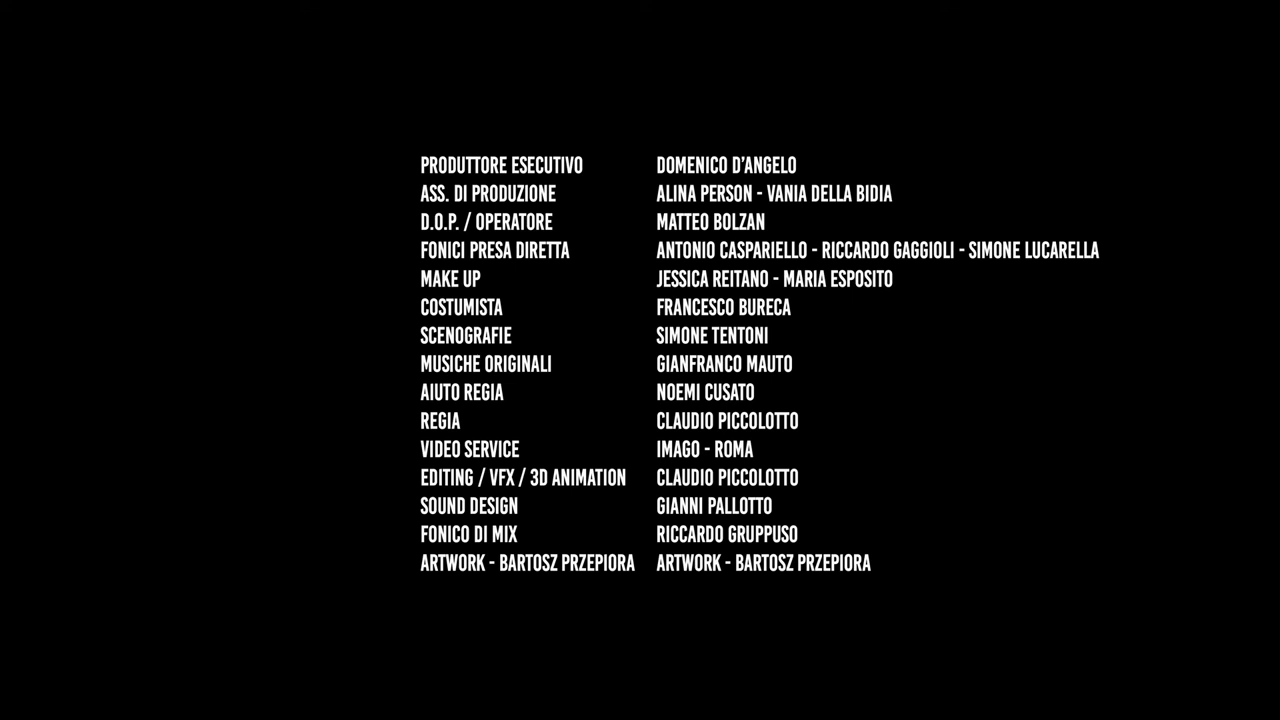 PRODUTTORE ESECUTIVO DOMENICO D'ANGELO
ASS. DI PRODUZIONE ALINA PERSON - VANIA DELLA BIDIA
D.O.P. / OPERATORE MATTEO BOLZAN
FONICI PRESA DIRETTA ANTONIO CASPARIELLO - RICCARDO GAGGIOLI - SIMONE LUCARELLA
MAKE UP JESSICA REITANO - MARIA ESPOSITO
COSTUMISTA FRANCESCO BURECA
SCENOGRAFIE SIMONE TENTONI
MUSICHE ORIGINALI GIANFRANCO MAUTO
AIUTO REGIA NOEMI CUSATO
REGIA CLAUDIO PICCOLOTTO
VIDEO SERVICE IMAGO - ROMA
EDITING / VFX / 3D ANIMATION CLAUDIO PICCOLOTTO
SOUND DESIGN GIANNI PALLOTTO
FONICO DI MIX RICCARDO GRUPPUSO
ARTWORK - BARTOSZ PRZEPIORA ARTWORK - BARTOSZ PRZEPIORA